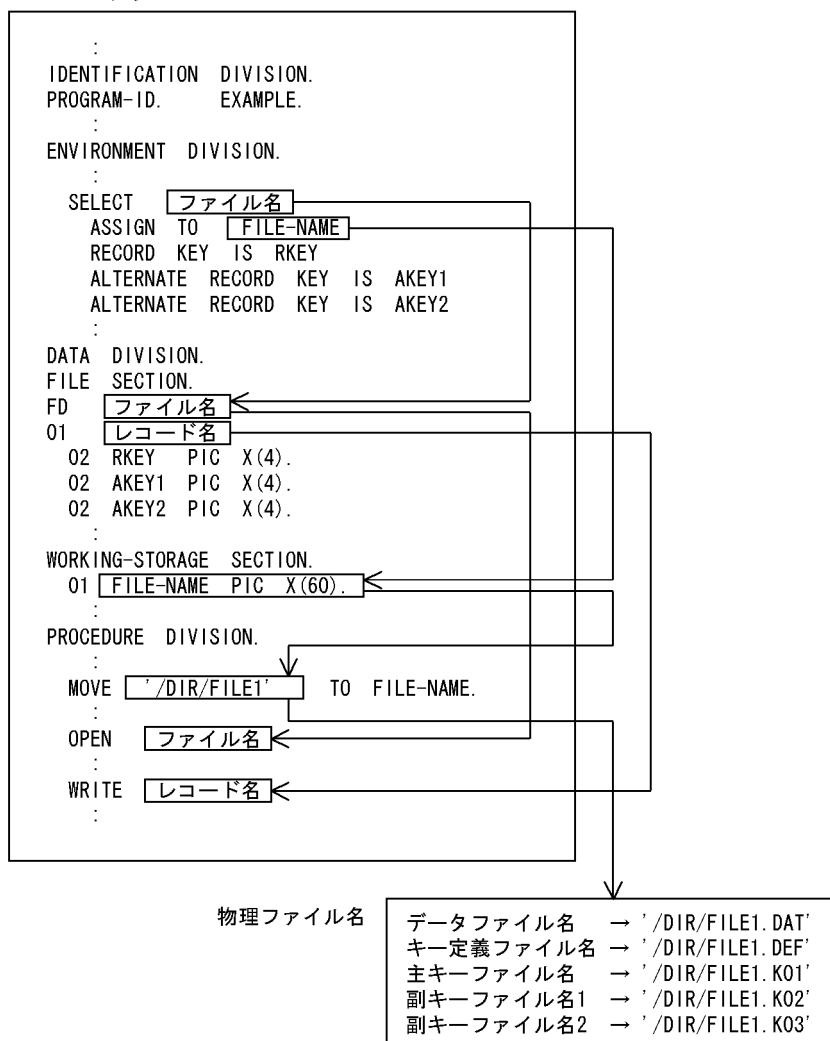 :
IDENTIFICATION DIVISION.
PROGRAM-ID. EXAMPLE.
:
ENVIRONMENT DIVISION.
:
SELECT ファイル名
ASSIGN TO FILE-NAME
RECORD KEY IS RKEY
ALTERNATE RECORD KEY IS AKEY1
ALTERNATE RECORD KEY IS AKEY2
:
DATA DIVISION.
FILE SECTION.
FD ファイル名
01 レコード名
02 RKEY PIC X(4).
02 AKEY1 PIC X(4).
02 AKEY2 PIC X(4).
:
WORKING-STORAGE SECTION.
01 FILE-NAME PIC X(60).
:
PROCEDURE DIVISION.
:
MOVE '/DIR/FILE1' TO FILE-NAME.
:
OPEN ファイル名
:
WRITE レコード名
:
物理ファイル名
データファイル名 → '/DIR/FILE1.DAT'
キー定義ファイル名 → '/DIR/FILE1.DEF'
主キーファイル名 → '/DIR/FILE1.K01'
副キーファイル名1 → '/DIR/FILE1.K02'
副キーファイル名2 → '/DIR/FILE1.K03'